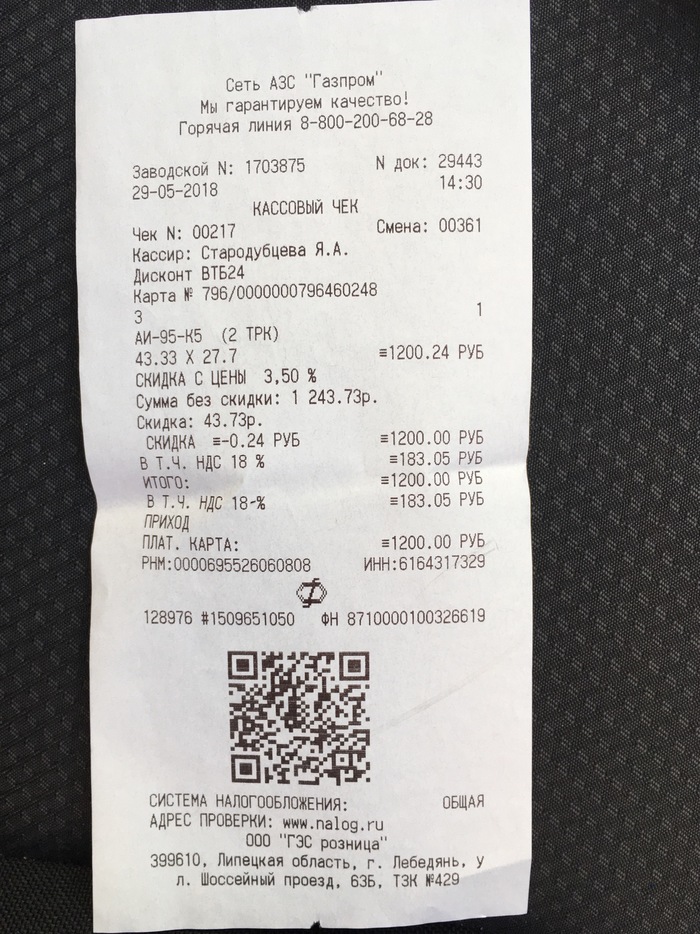 Сеть АЗС "Газпром"
Мы гарантируем качество!
Горячая линия 8-800-200-68-28
Заводской N: 1703875 N док: 29443
29-05-2018 14:30
КАССОВЫЙ ЧЕК
Чек N: 00217 Смена: 00361
Кассир: Стародубцева Я.А.
Дисконт ВТБ24
Карта № 796/0000000796460248
3 1
АИ-95-К5 (2 ТРК)
43.33 X 27.7 ≡1200.24 РУБ
СКИДКА С ЦЕНЫ 3,50 %
Сумма без скидки: 1 243.73р.
Скидка: 43.73р.
СКИДКА ≡-0.24 РУБ ≡1200.00 РУБ
В Т.Ч. НДС 18 % ≡183.05 РУБ
ИТОГО: ≡1200.00 РУБ
В Т.Ч. НДС 18-% ≡183.05 РУБ
ПРИХОД
ПЛАТ. КАРТА: ≡1200.00 РУБ
РНМ:0000695526060808 ИНН:6164317329
128976 #1509651050 ФН 8710000100326619
СИСТЕМА НАЛОГООБЛОЖЕНИЯ: ОБЩАЯ
АДРЕС ПРОВЕРКИ: www.nalog.ru
ООО "ГЭС розница"
399610, Липецкая область, г. Лебедянь, у
л. Шоссейный проезд, 63Б, ТЗК №429